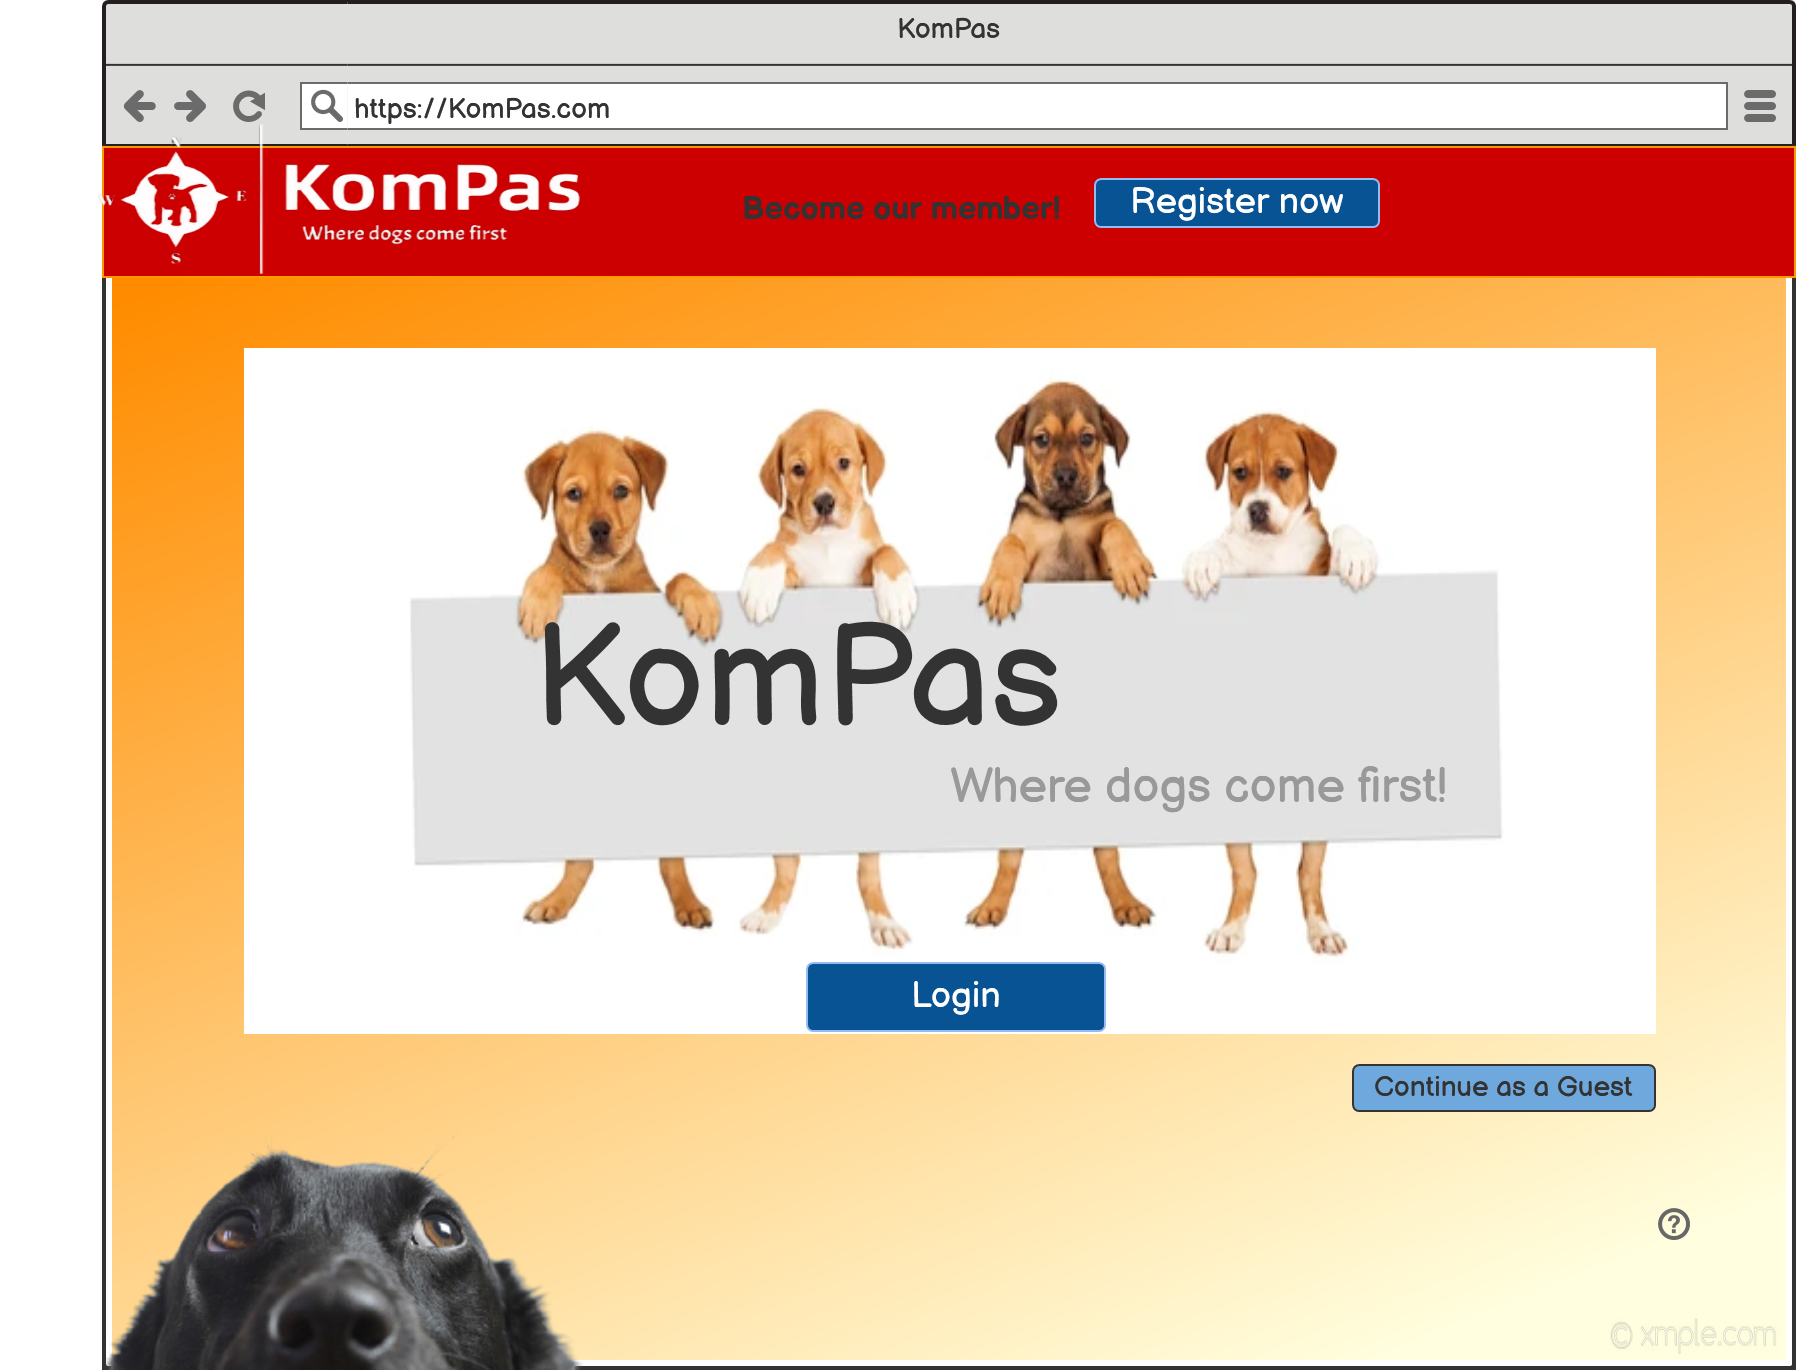 KomPas
https://KomPas.com
N
W
E
S
KomPas
Where dogs come first
Become our member!
Register now
KomPas
Where dogs come first!
Login
Continue as a Guest
?
© xmple.com